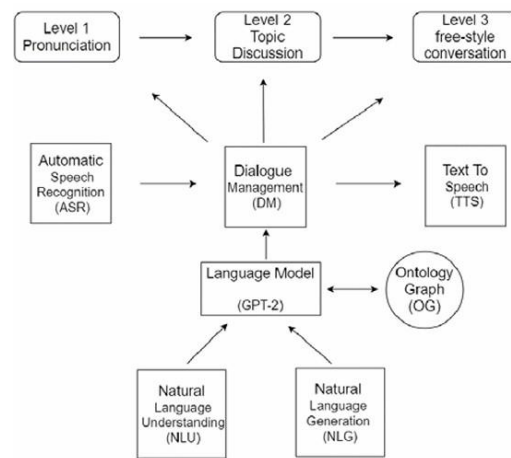 Level 1
Pronunciation
Level 2
Topic
Discussion
Level 3
free-style
conversation
Automatic
Speech
Recognition
(ASR)
Dialogue
Management
(DM)
Text To
Speech
(TTS)
Language Model
(GPT-2)
Ontology
Graph
(OG)
Natural
Language
Understanding
(NLU)
Natural
Language
Generation
(NLG)